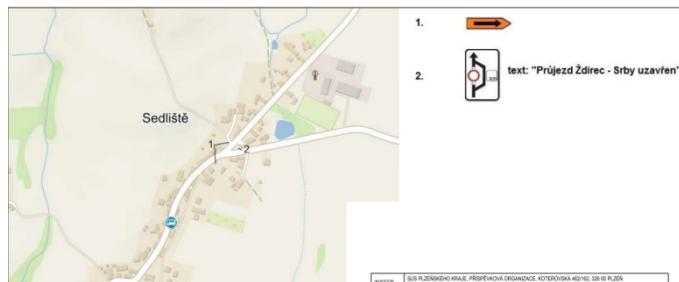 1.
2.
text: "Průjezd Ždirec - Srby uzavřen"
Sedliště
1
2
SÚS PLZEŇSKÉHO KRAJE, PŘÍSPĚVKOVÁ ORGANIZACE, KOTEROVSKÁ 462/162, 326 00 PLZEŇ